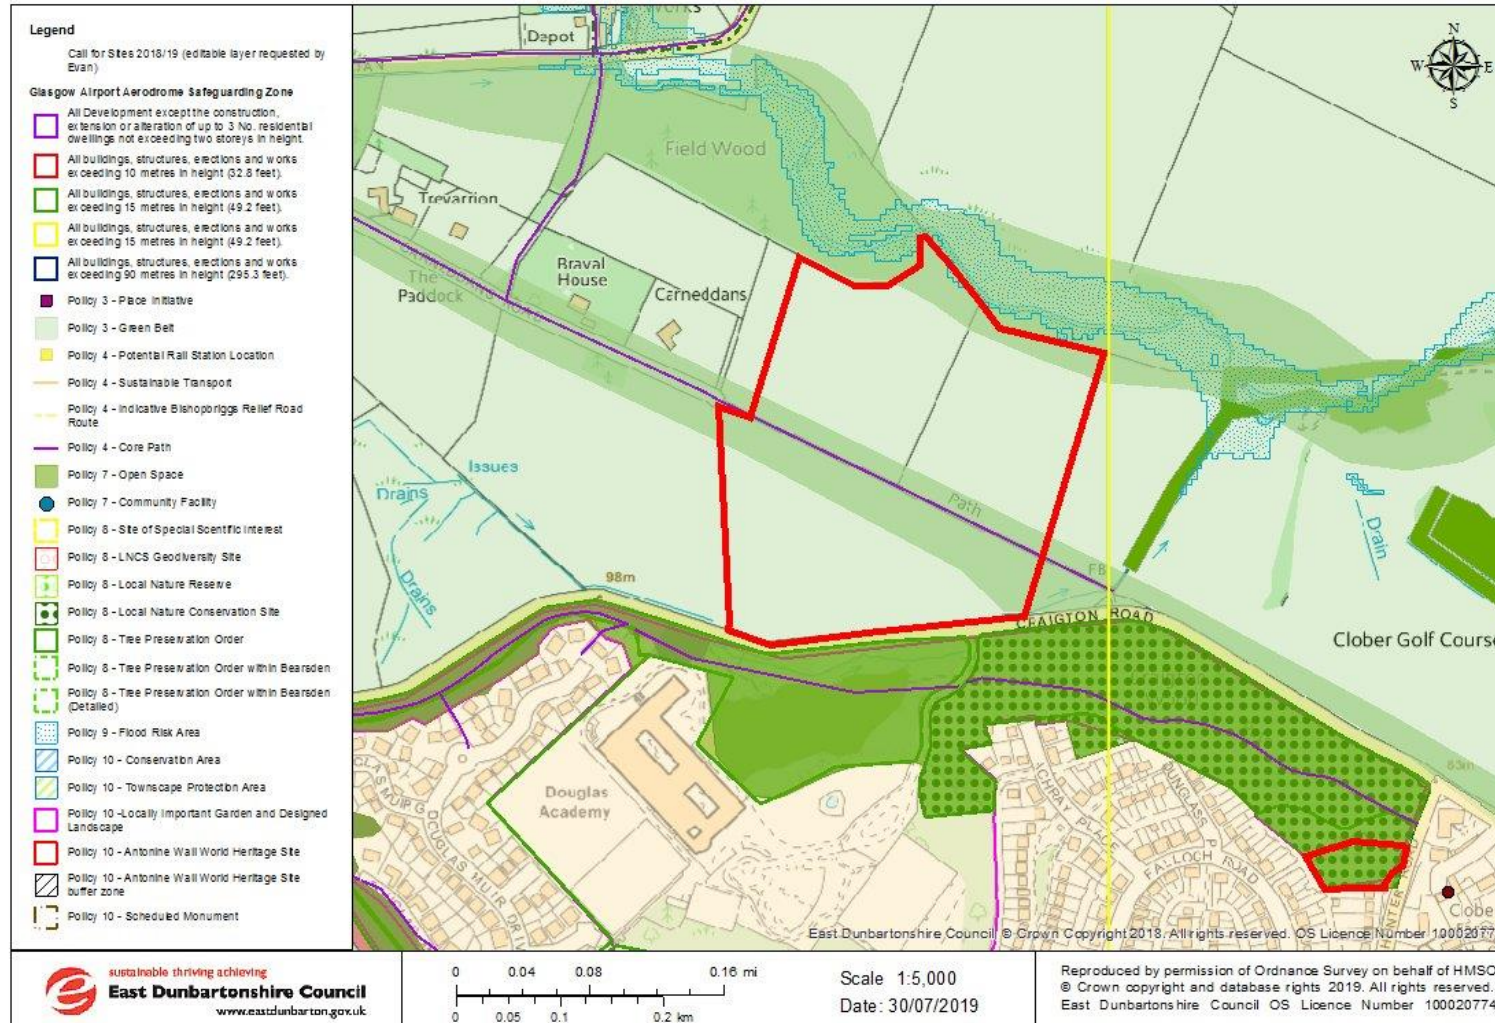 Legend
Call for Sites 2018/19 (editable layer requested by
Evan)
Glasgow Airport Aerodrome Safeguarding Zone
All Development except the construction,
extension or alteration of up to 3 No. residential
dwellings not exceeding two storeys in height.
All buildings, structures, erections and works
exceeding 10 metres in height (32.8 feet).
All buildings, structures, erections and works
exceeding 15 metres in height (49.2 feet).
All buildings, structures, erections and works
exceeding 15 metres in height (49.2 feet).
All buildings, structures, erections and works
exceeding 90 metres in height (295.3 feet).
Policy 3 - Place Initiative
Policy 3 - Green Belt
Policy 4 - Potential Rail Station Location
Policy 4 - Sustainable Transport
Policy 4 - Indicative Bishopbriggs Relief Road
Route
Policy 4 - Core Path
Policy 7 - Open Space
Policy 7 - Community Facility
Policy 8 - Site of Special Scientific Interest
Policy 8 - LNCS Geodiversity Site
Policy 8 - Local Nature Reserve
Policy 8 - Local Nature Conservation Site
Policy 8 - Tree Preservation Order
Policy 8 - Tree Preservation Order within Bearsden
Policy 8 - Tree Preservation Order within Bearsden
(Detailed)
Policy 9 - Flood Risk Area
Policy 10 - Conservation Area
Policy 10 - Townscape Protection Area
Policy 10 -Locally Important Garden and Designed
Landscape
Policy 10 - Antonine Wall World Heritage Site
Policy 10 - Antonine Wall World Heritage Site
buffer zone
Policy 10 - Scheduled Monument
Works
Depot
N
W E
S
Field Wood
Trevarrion
Braval
House
The
Paddock
Carneddans
Issues
Drains
Drains
Path
Drain
FB
98m
CRAIGTON ROAD
Clober Golf Course
83m
Douglas
Academy
DOUGLAS MUIR DRIV
ACHRAY PLACE
DUNGLASS P
FALLOCH ROAD
HUNTER R D
Clobe
East Dunbartonshire Council © Crown Copyright 2018. All rights reserved. OS Licence Number 10002077
sustainable thriving achieving
East Dunbartonshire Council
www.eastdunbarton.gov.uk
0 0.04 0.08 0.16 mi
0 0.05 0.1 0.2 km
Scale 1:5,000
Date: 30/07/2019
Reproduced by permission of Ordnance Survey on behalf of HMSO.
© Crown copyright and database rights 2019. All rights reserved.
East Dunbartonshire Council OS Licence Number 100020774